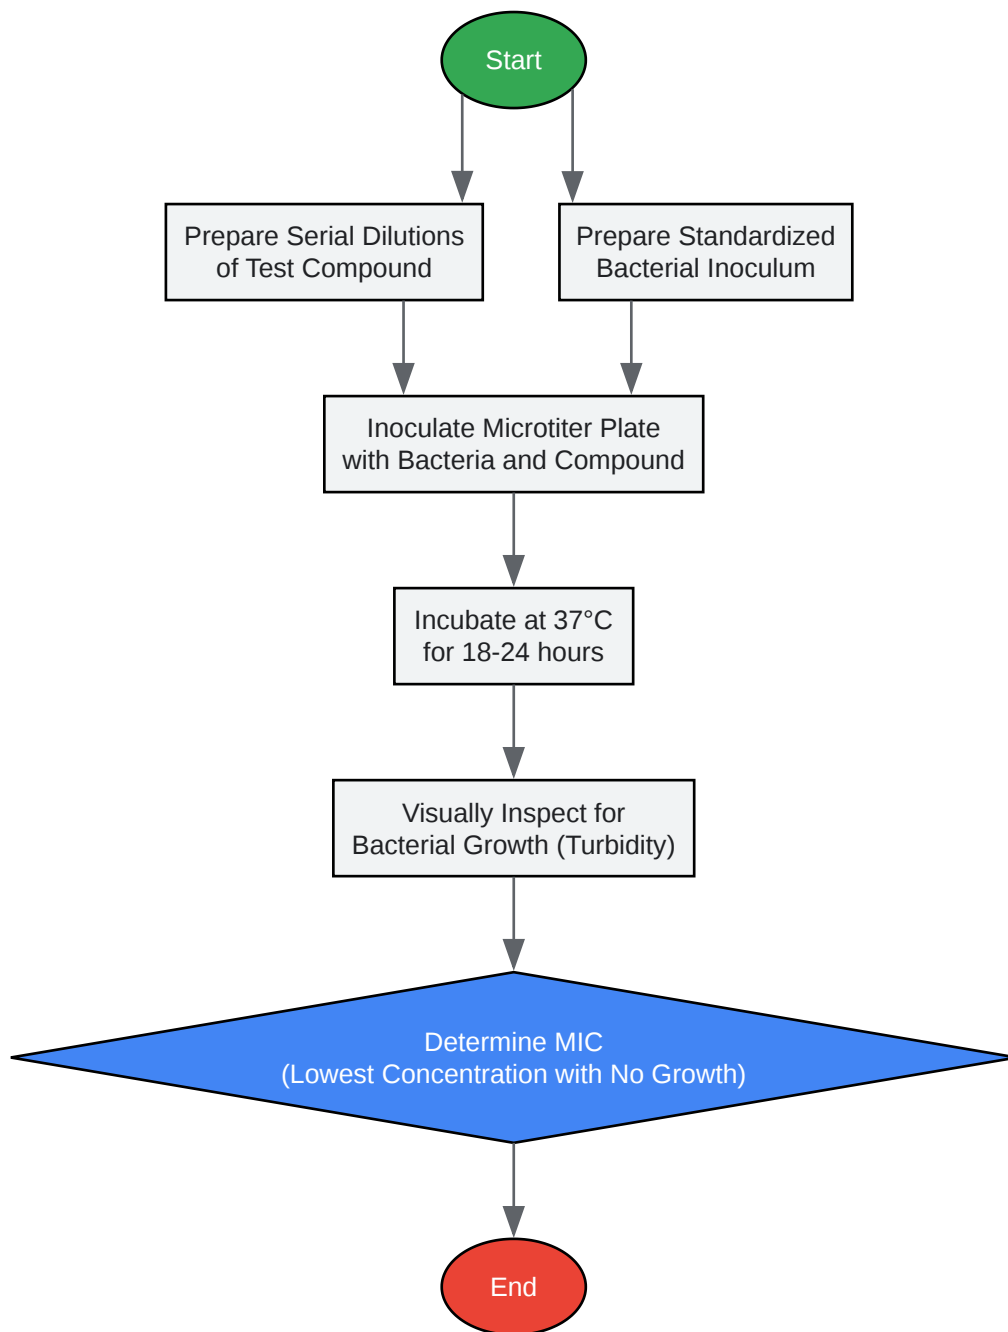 Start
Prepare Serial Dilutions
of Test Compound
Prepare Standardized
Bacterial Inoculum
Inoculate Microtiter Plate
with Bacteria and Compound
Incubate at 37°C
for 18-24 hours
Visually Inspect for
Bacterial Growth (Turbidity)
Determine MIC
(Lowest Concentration with No Growth)
End